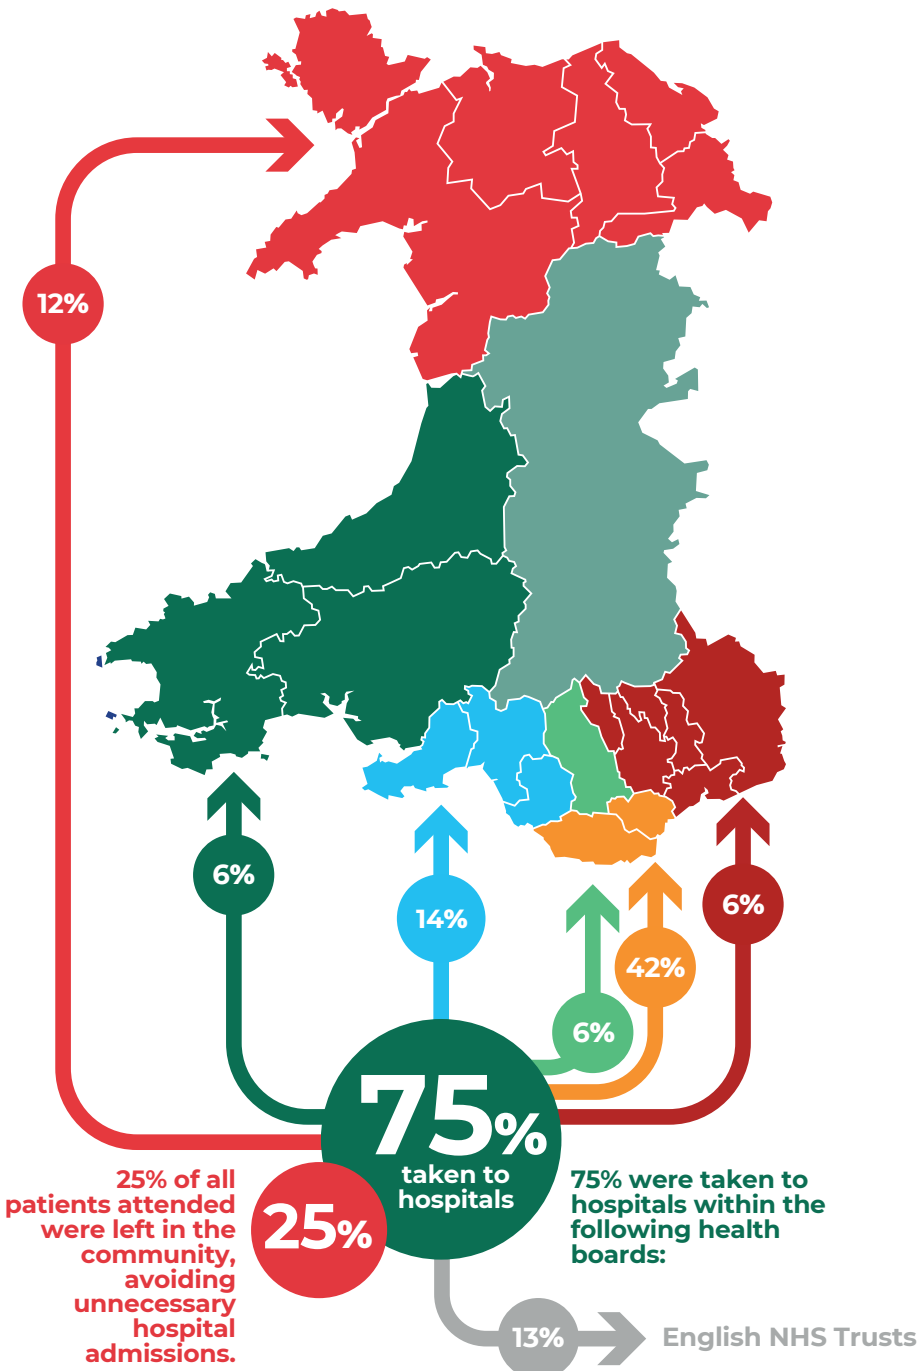 12%
6%
14%
6%
42%
6%
75%
taken to
hospitals
25% of all
patients attended
were left in the
community,
avoiding
unnecessary
hospital
admissions.
25%
75% were taken to
hospitals within the
following health
boards:
13%
English NHS Trusts